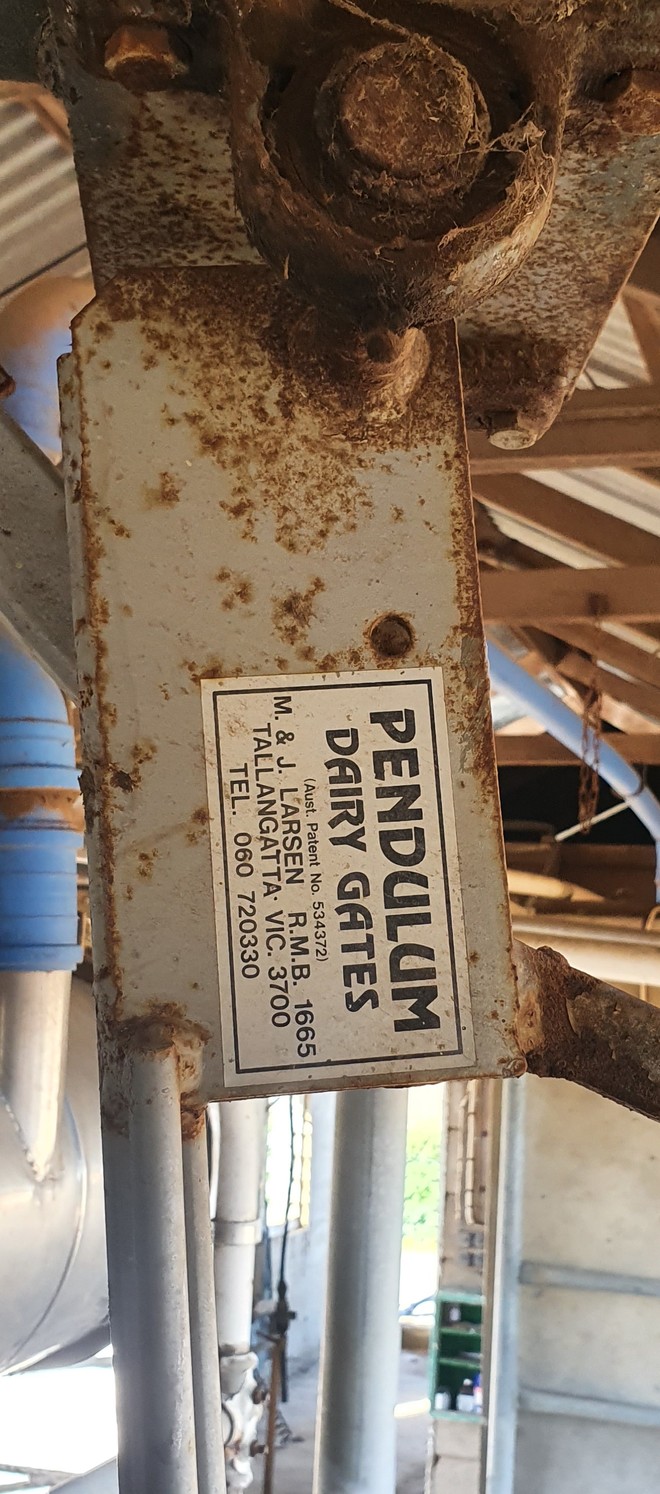 PENDULUM
DAIRY GATES
(Aust. Patent No. 534372)
M. & J. LARSEN R.M.B. 1665
TALLANGATTA· VIC. 3700
TEL. 060 720330